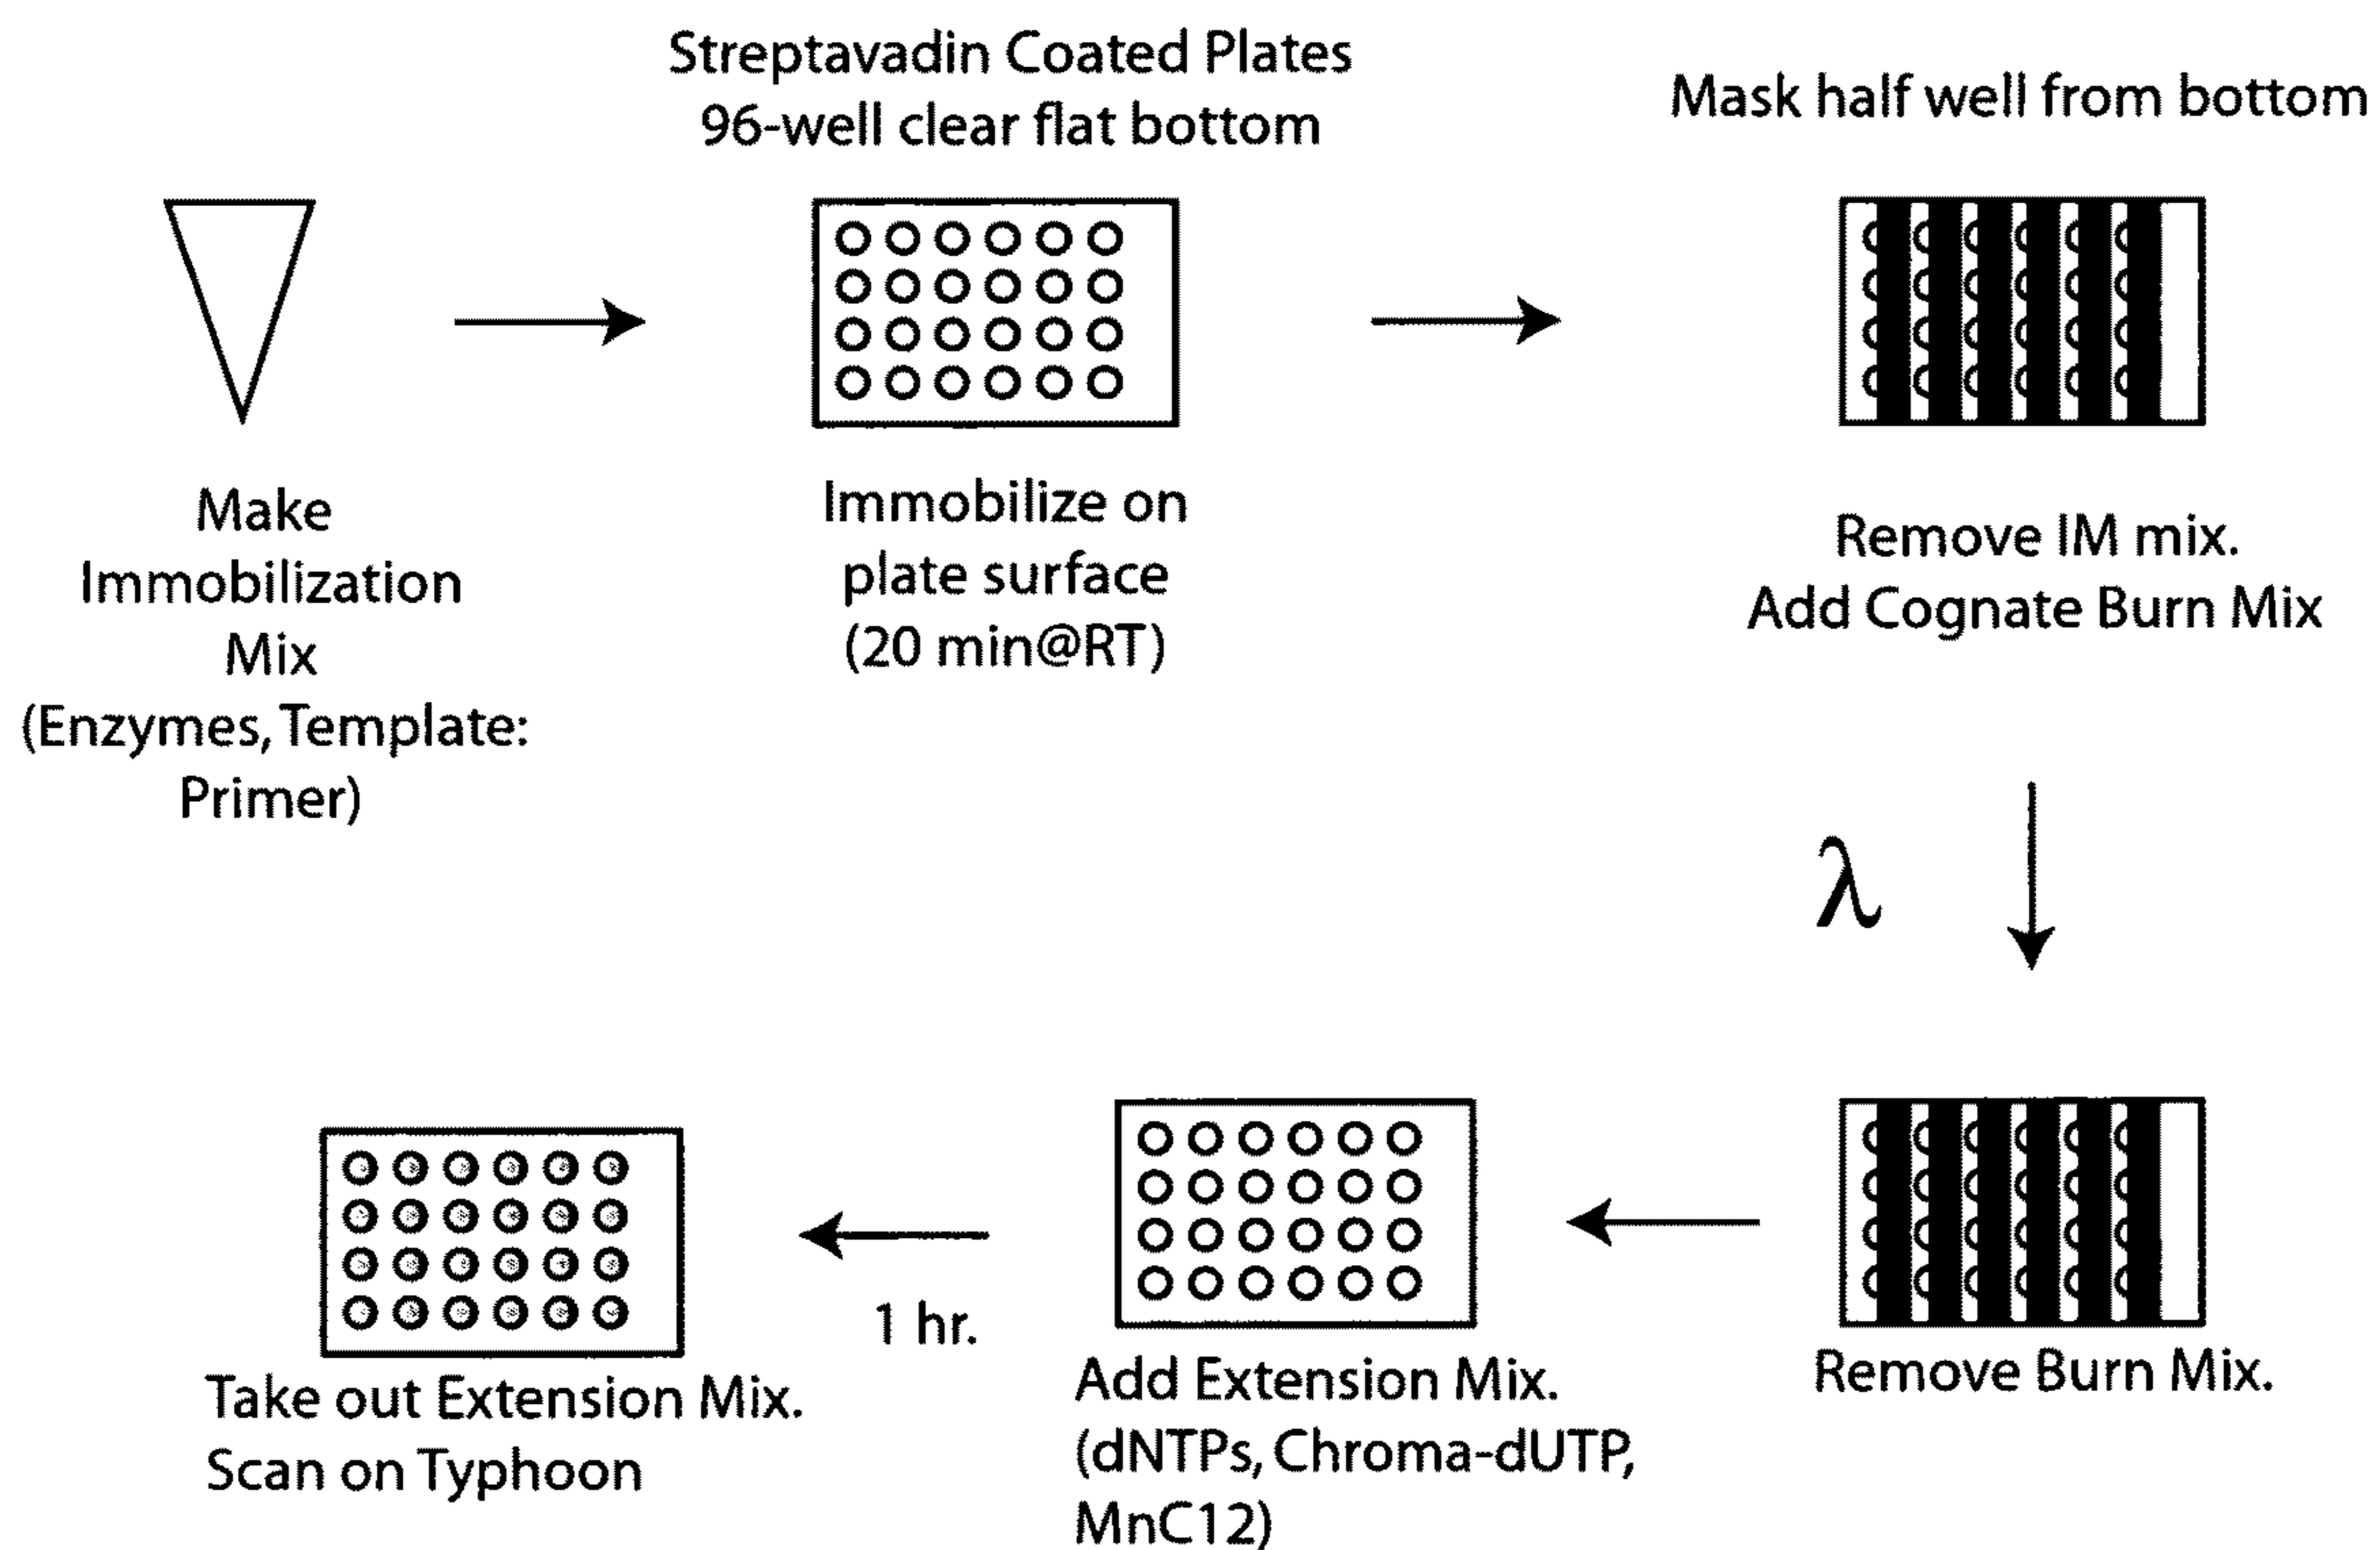 Streptavadin Coated Plates
96-well clear flat bottom
Mask half well from bottom
Make
Immobilization
Mix
(Enzymes, Template:
Primer)
Immobilize on
plate surface
(20 min@RT)
Remove IM mix.
Add Cognate Burn Mix
λ
Remove Burn Mix.
Add Extension Mix.
(dNTPs, Chroma-dUTP,
MnC12)
1 hr.
Take out Extension Mix.
Scan on Typhoon